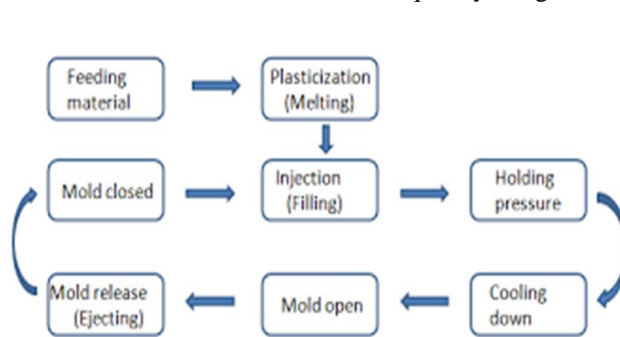 Feeding
material
Plasticization
(Melting)
Mold closed
Injection
(Filling)
Holding
pressure
Mold release
(Ejecting)
Mold open
Cooling
down